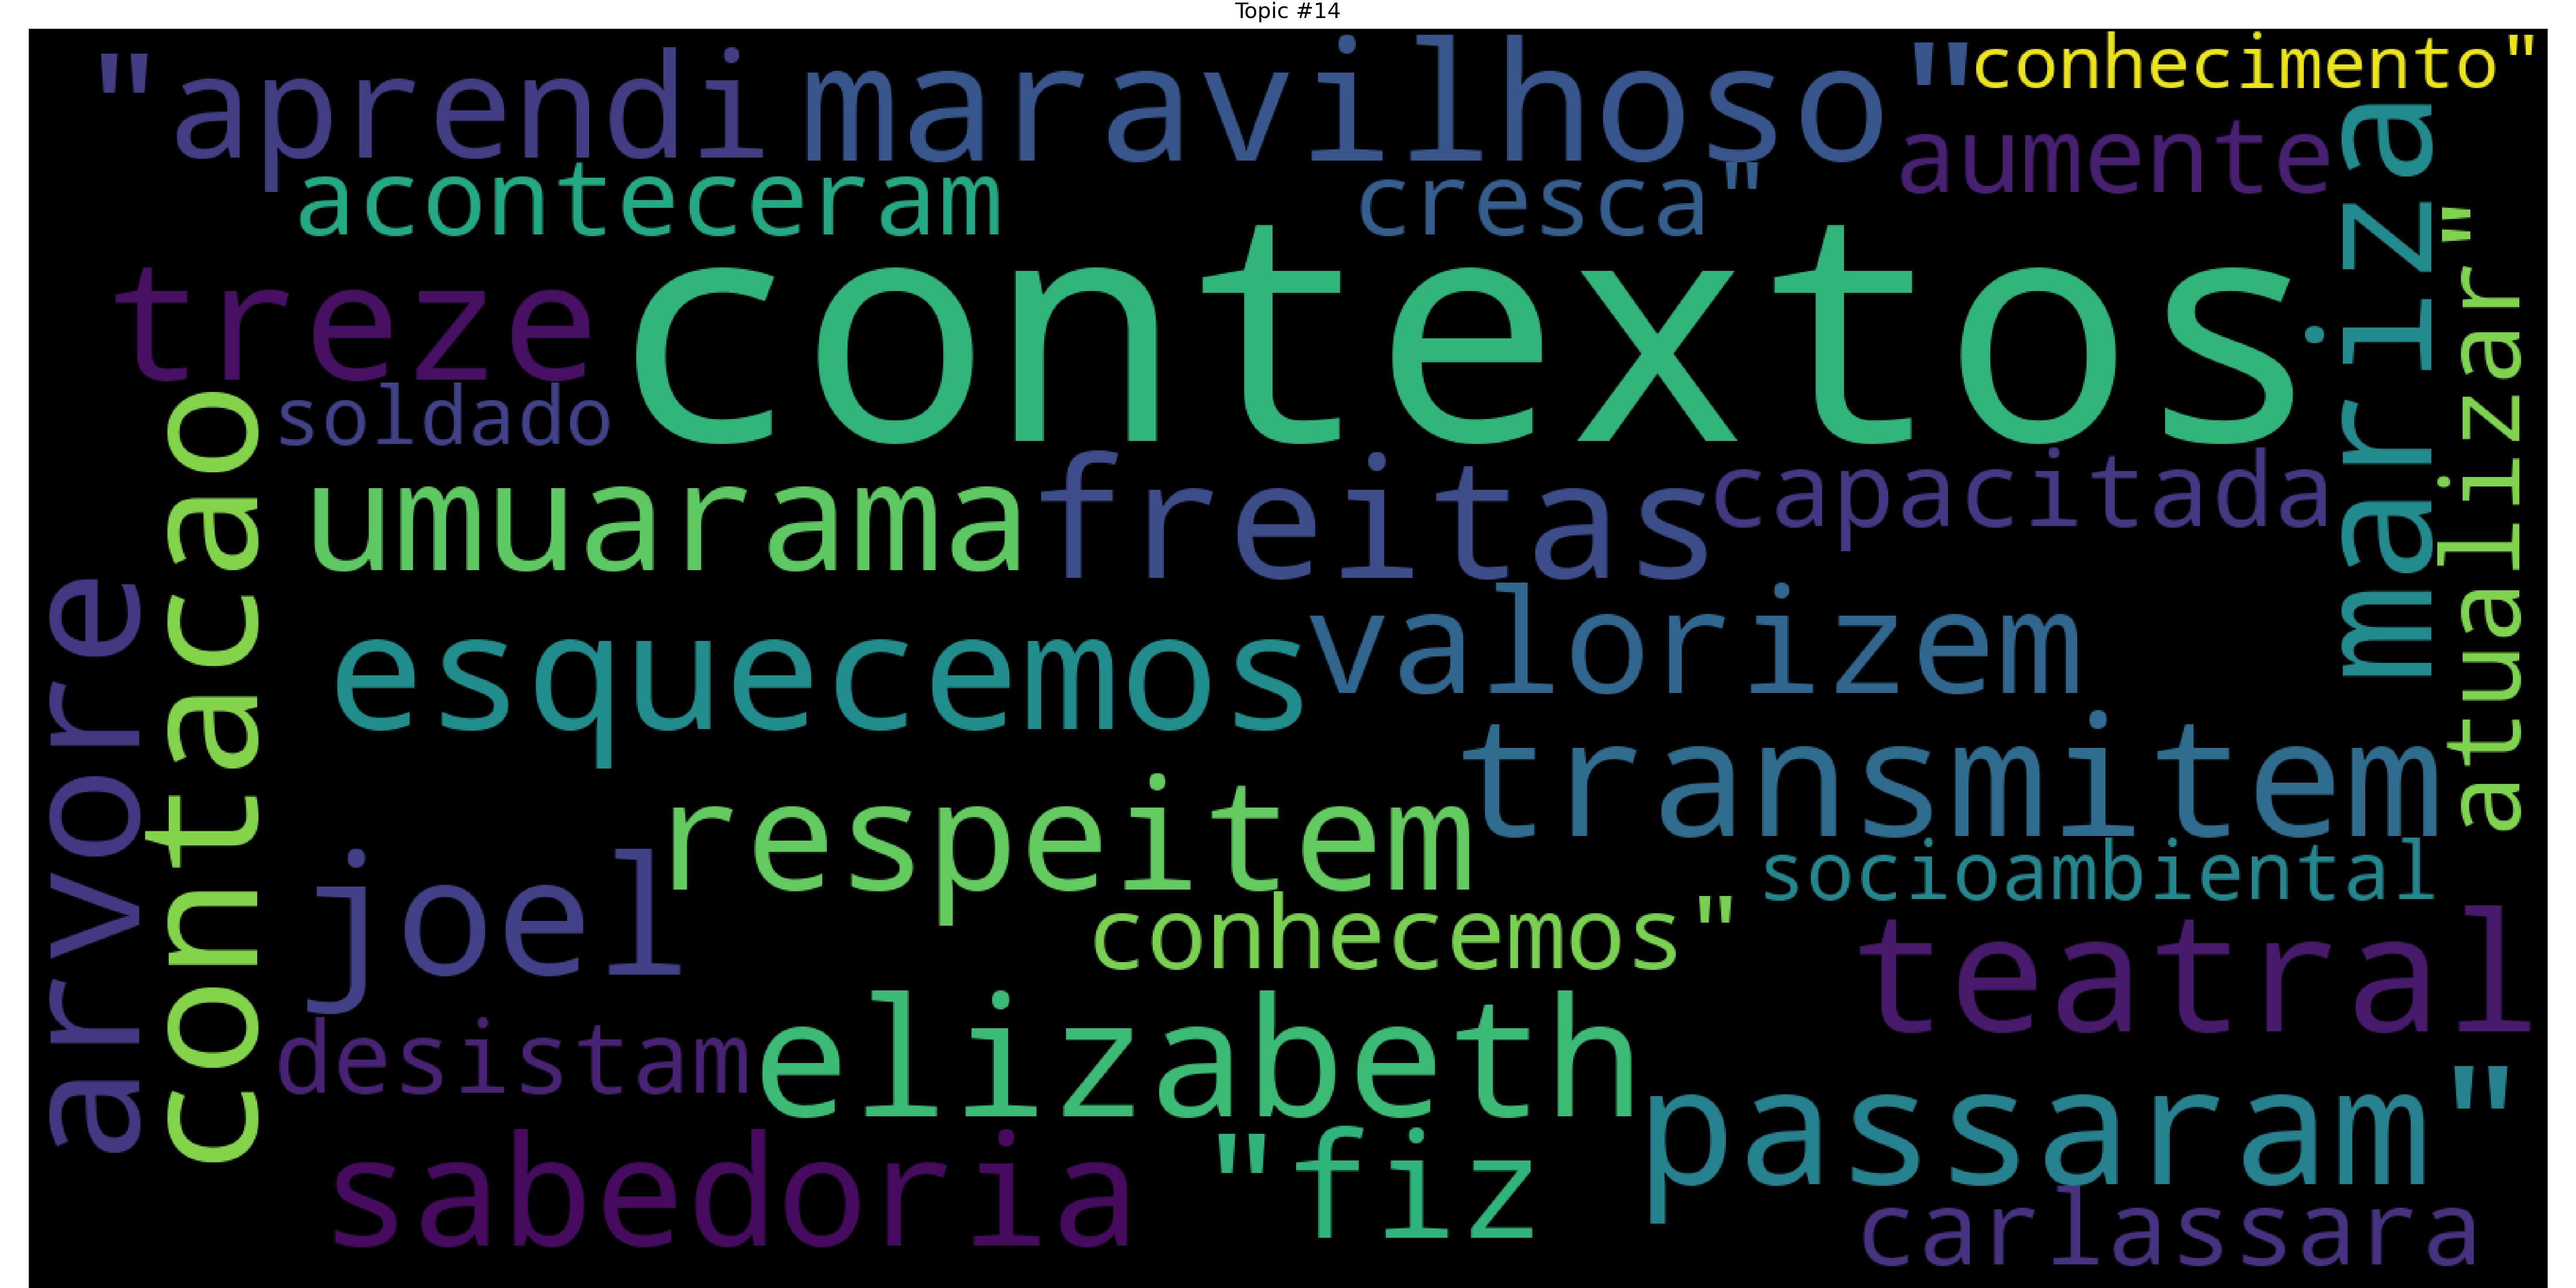 Topic #14
"aprendi
maravilhoso"
conhecimento"
aconteceram
cresca"
aumente
mariza
treze
contextos
atualizar"
soldado
umuarama
freitas
capacitada
arvore
contacao
esquecemos
valorizem
transmitem
respeitem
socioambiental
joel
conhecemos"
teatral
desistam
elizabeth
passaram"
sabedoria
"fiz
carlassara